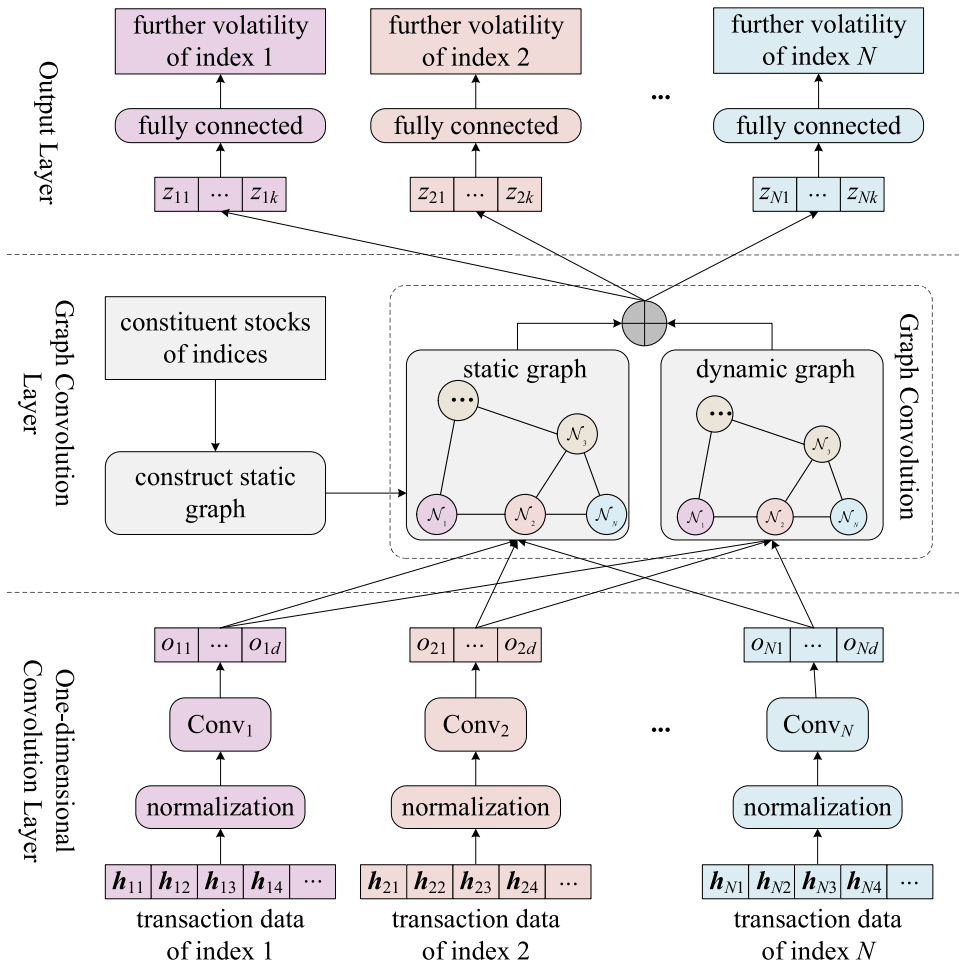 further volatility
of index 1
further volatility
of index 2
further volatility
of index N
...
fully connected
fully connected
fully connected
z11 ... z1k
z21 ... z2k
zN1 ... zNk
Output Layer
constituent stocks
of indices
construct static
graph
static graph
...
N3
N1
N2
NN
dynamic graph
...
N3
N1
N2
NN
Graph Convolution
Graph Convolution
Layer
o11 ... o1d
o21 ... o2d
oN1 ... oNd
Conv1
Conv2
...
ConvN
normalization
normalization
normalization
h11 h12 h13 h14 ...
h21 h22 h23 h24 ...
hN1 hN2 hN3 hN4 ...
transaction data
of index 1
transaction data
of index 2
transaction data
of index N
One-dimensional
Convolution Layer